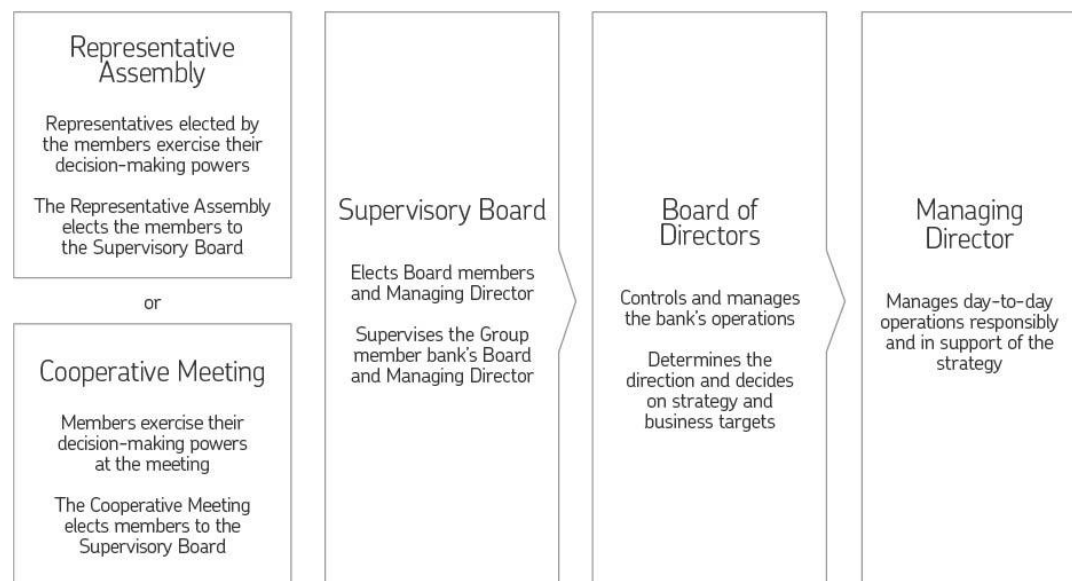 Representative
Assembly
Representatives elected by
the members exercise their
decision-making powers
The Representative Assembly
elects the members to
the Supervisory Board
or
Cooperative Meeting
Members exercise their
decision-making powers
at the meeting
The Cooperative Meeting
elects members to the
Supervisory Board
Supervisory Board
Elects Board members
and Managing Director
Supervises the Group
member bank's Board
and Managing Director
Board of
Directors
Controls and manages
the bank's operations
Determines the
direction and decides
on strategy and
business targets
Managing
Director
Manages day-to-day
operations responsibly
and in support of the
strategy